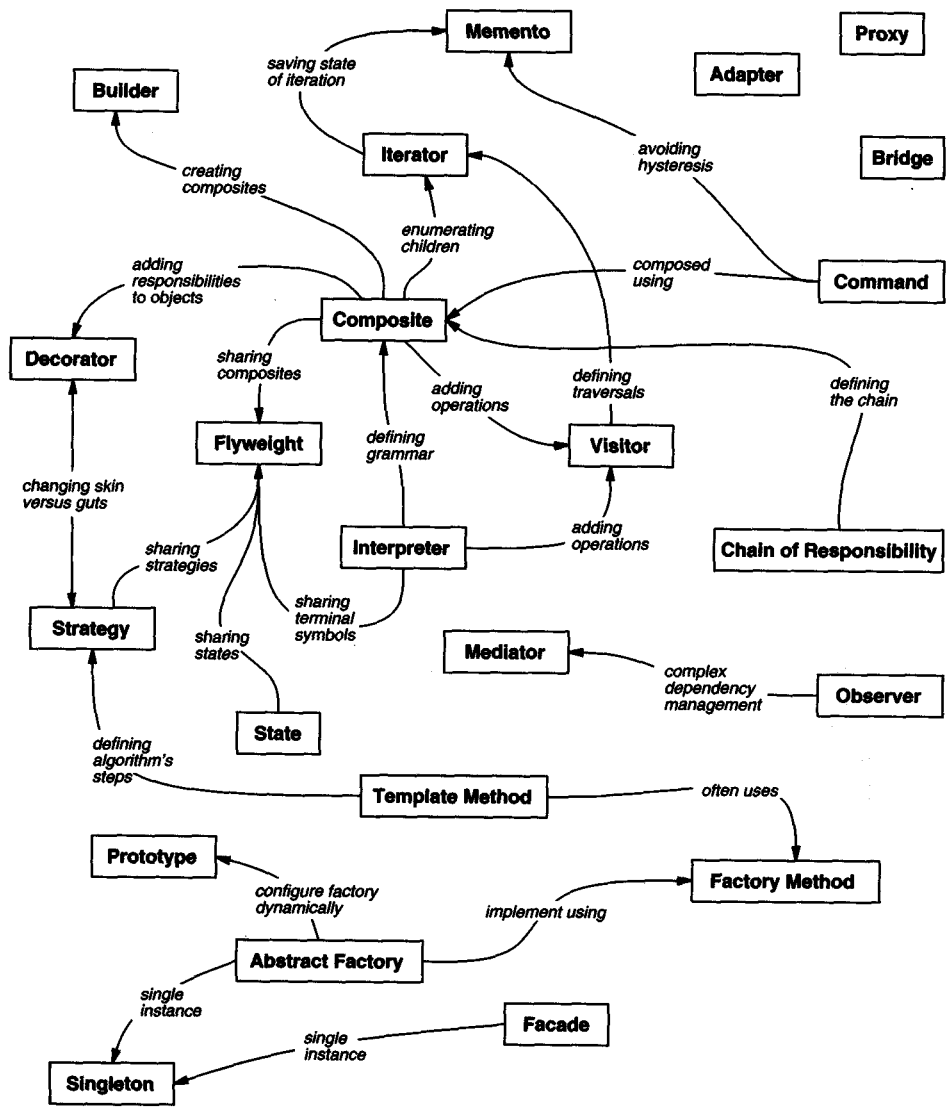 Memento
Proxy
saving state
of iteration
Adapter
Builder
Iterator
avoiding
hysteresis
Bridge
creating
composites
enumerating
children
adding
responsibilities
to objects
composed
using
Command
Composite
Decorator
sharing
composites
adding
operations
defining
traversals
defining
the chain
Flyweight
defining
grammar
Visitor
changing skin
versus guts
sharing
strategies
Interpreter
adding
operations
Chain of Responsibility
Strategy
sharing
terminal
symbols
sharing
states
Mediator
complex
dependency
management
Observer
State
defining
algorithm's
steps
Template Method
often uses
Prototype
configure factory
dynamically
Factory Method
implement using
Abstract Factory
single
instance
Facade
single
instance
Singleton